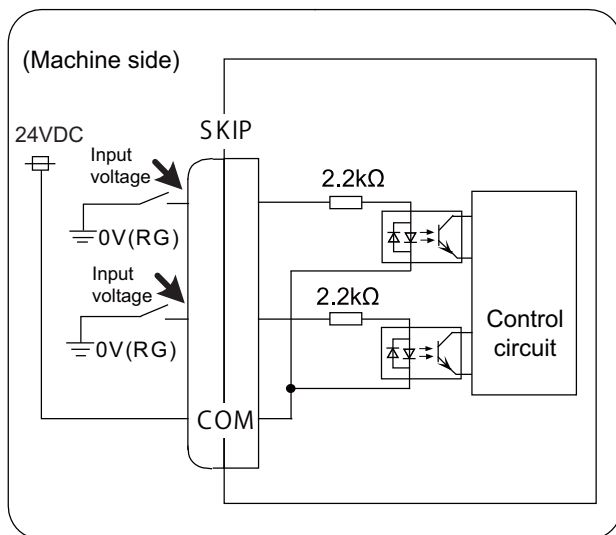 (Machine side)
SKIP
24VDC
Input
voltage
2.2kΩ
0V(RG)
Input
voltage
2.2kΩ
0V(RG)
Control
circuit
COM